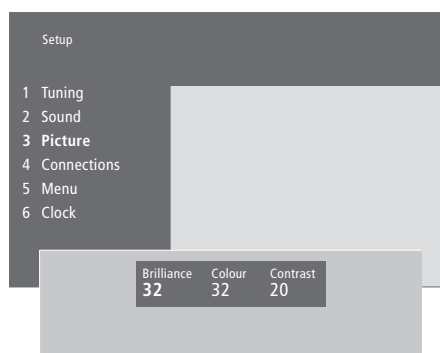 Setup
1 Tuning
2 Sound
3 Picture
4 Connections
5 Menu
6 Clock
Brilliance Colour Contrast
32 32 20